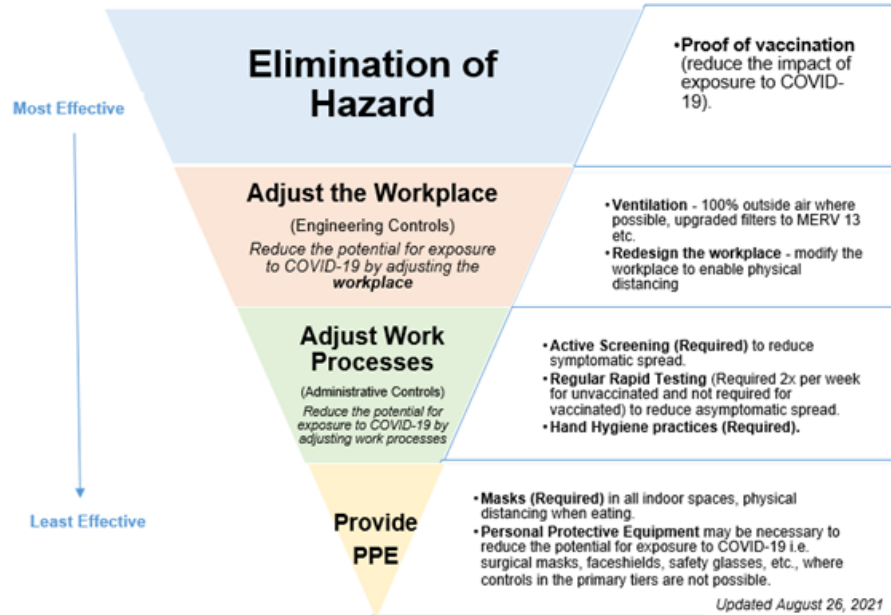 Most Effective
Least Effective
Elimination of
Hazard
•Proof of vaccination
(reduce the impact of
exposure to COVID-
19).
Adjust the Workplace
(Engineering Controls)
Reduce the potential for exposure
to COVID-19 by adjusting the
workplace
•Ventilation - 100% outside air where
possible, upgraded filters to MERV 13
etc.
•Redesign the workplace - modify the
workplace to enable physical
distancing
Adjust Work
Processes
(Administrative Controls)
Reduce the potential for
exposure to COVID-19 by
adjusting work processes
•Active Screening (Required) to reduce
symptomatic spread.
•Regular Rapid Testing (Required 2x per week
for unvaccinated and not required for
vaccinated) to reduce asymptomatic spread.
•Hand Hygiene practices (Required).
Provide
PPE
•Masks (Required) in all indoor spaces, physical
distancing when eating.
•Personal Protective Equipment may be necessary to
reduce the potential for exposure to COVID-19 i.e.
surgical masks, faceshields, safety glasses, etc., where
controls in the primary tiers are not possible.
Updated August 26, 2021